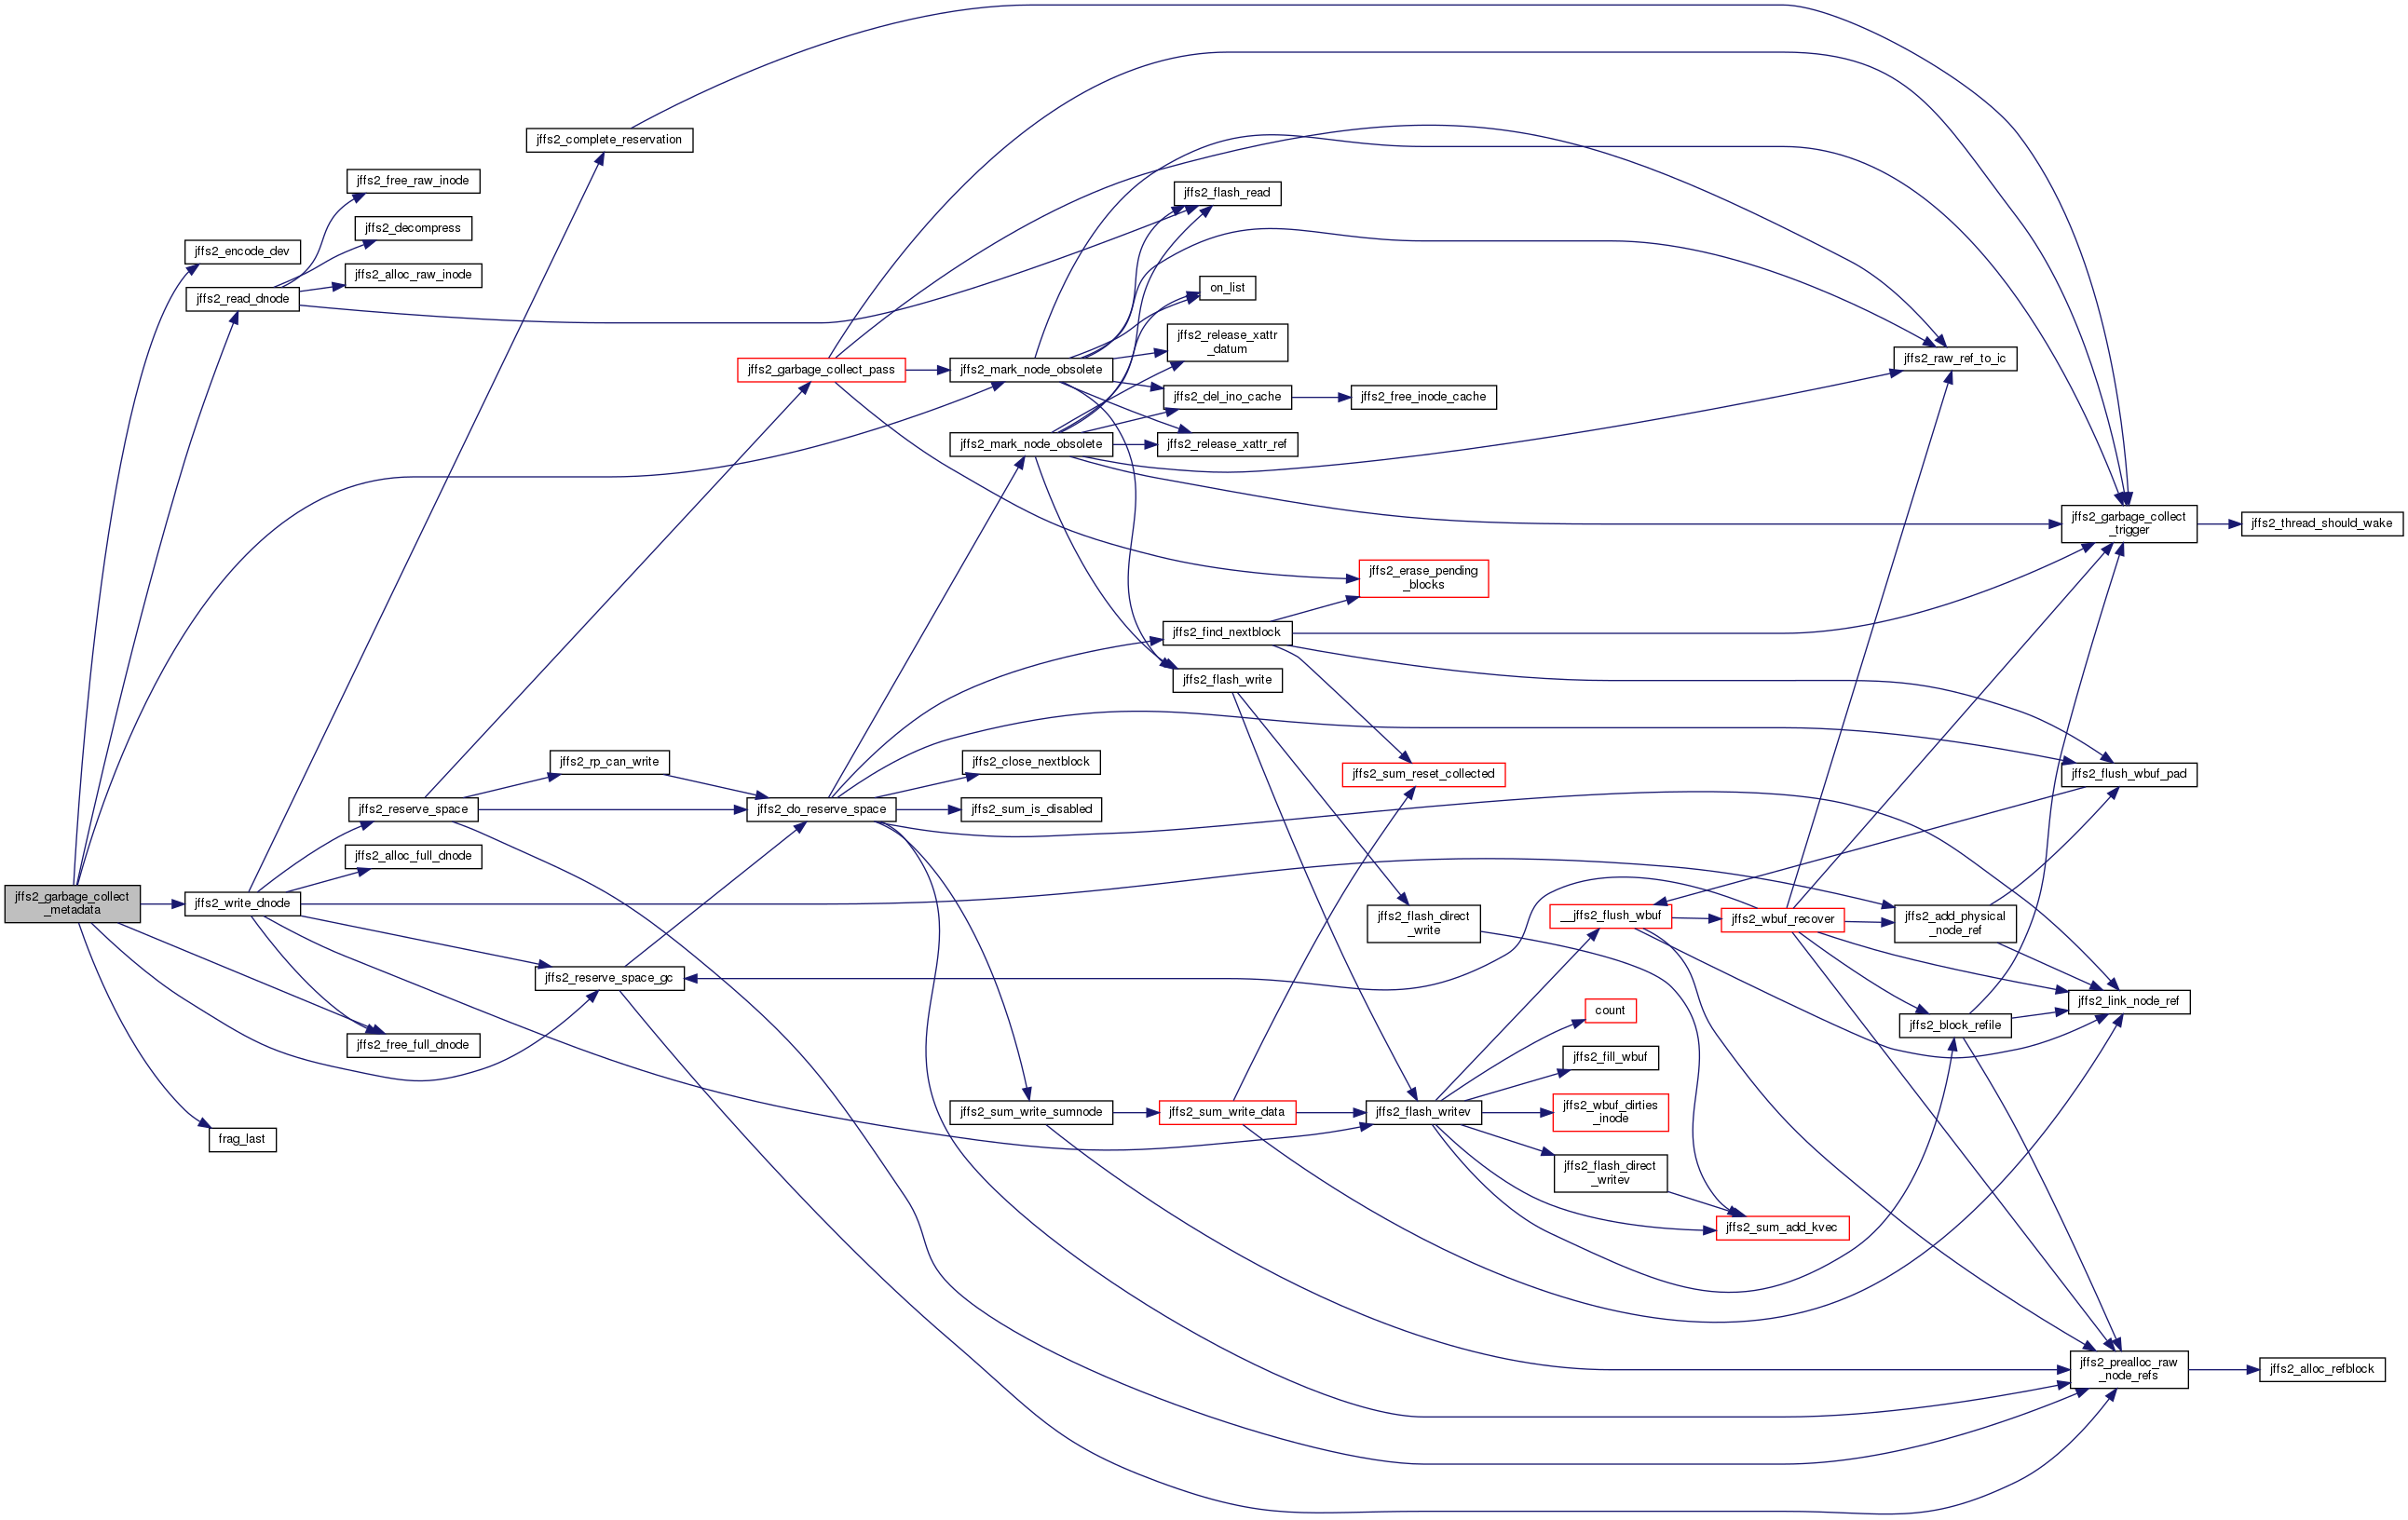 jffs2_complete_reservation
jffs2_free_raw_inode
jffs2_flash_read
jffs2_decompress
jffs2_encode_dev
jffs2_alloc_raw_inode
on_list
jffs2_read_dnode
jffs2_release_xattr
_datum
jffs2_raw_ref_to_ic
jffs2_garbage_collect_pass
jffs2_mark_node_obsolete
jffs2_del_ino_cache
jffs2_free_inode_cache
jffs2_mark_node_obsolete
jffs2_release_xattr_ref
jffs2_garbage_collect
_trigger
jffs2_thread_should_wake
jffs2_erase_pending
_blocks
jffs2_find_nextblock
jffs2_flash_write
jffs2_rp_can_write
jffs2_close_nextblock
jffs2_sum_reset_collected
jffs2_flush_wbuf_pad
jffs2_reserve_space
jffs2_do_reserve_space
jffs2_sum_is_disabled
jffs2_alloc_full_dnode
jffs2_garbage_collect
_metadata
jffs2_write_dnode
jffs2_flash_direct
_write
__jffs2_flush_wbuf
jffs2_wbuf_recover
jffs2_add_physical
_node_ref
jffs2_reserve_space_gc
jffs2_link_node_ref
count
jffs2_block_refile
jffs2_free_full_dnode
jffs2_fill_wbuf
jffs2_sum_write_sumnode
jffs2_sum_write_data
jffs2_flash_writev
jffs2_wbuf_dirties
_inode
frag_last
jffs2_flash_direct
_writev
jffs2_sum_add_kvec
jffs2_prealloc_raw
_node_refs
jffs2_alloc_refblock